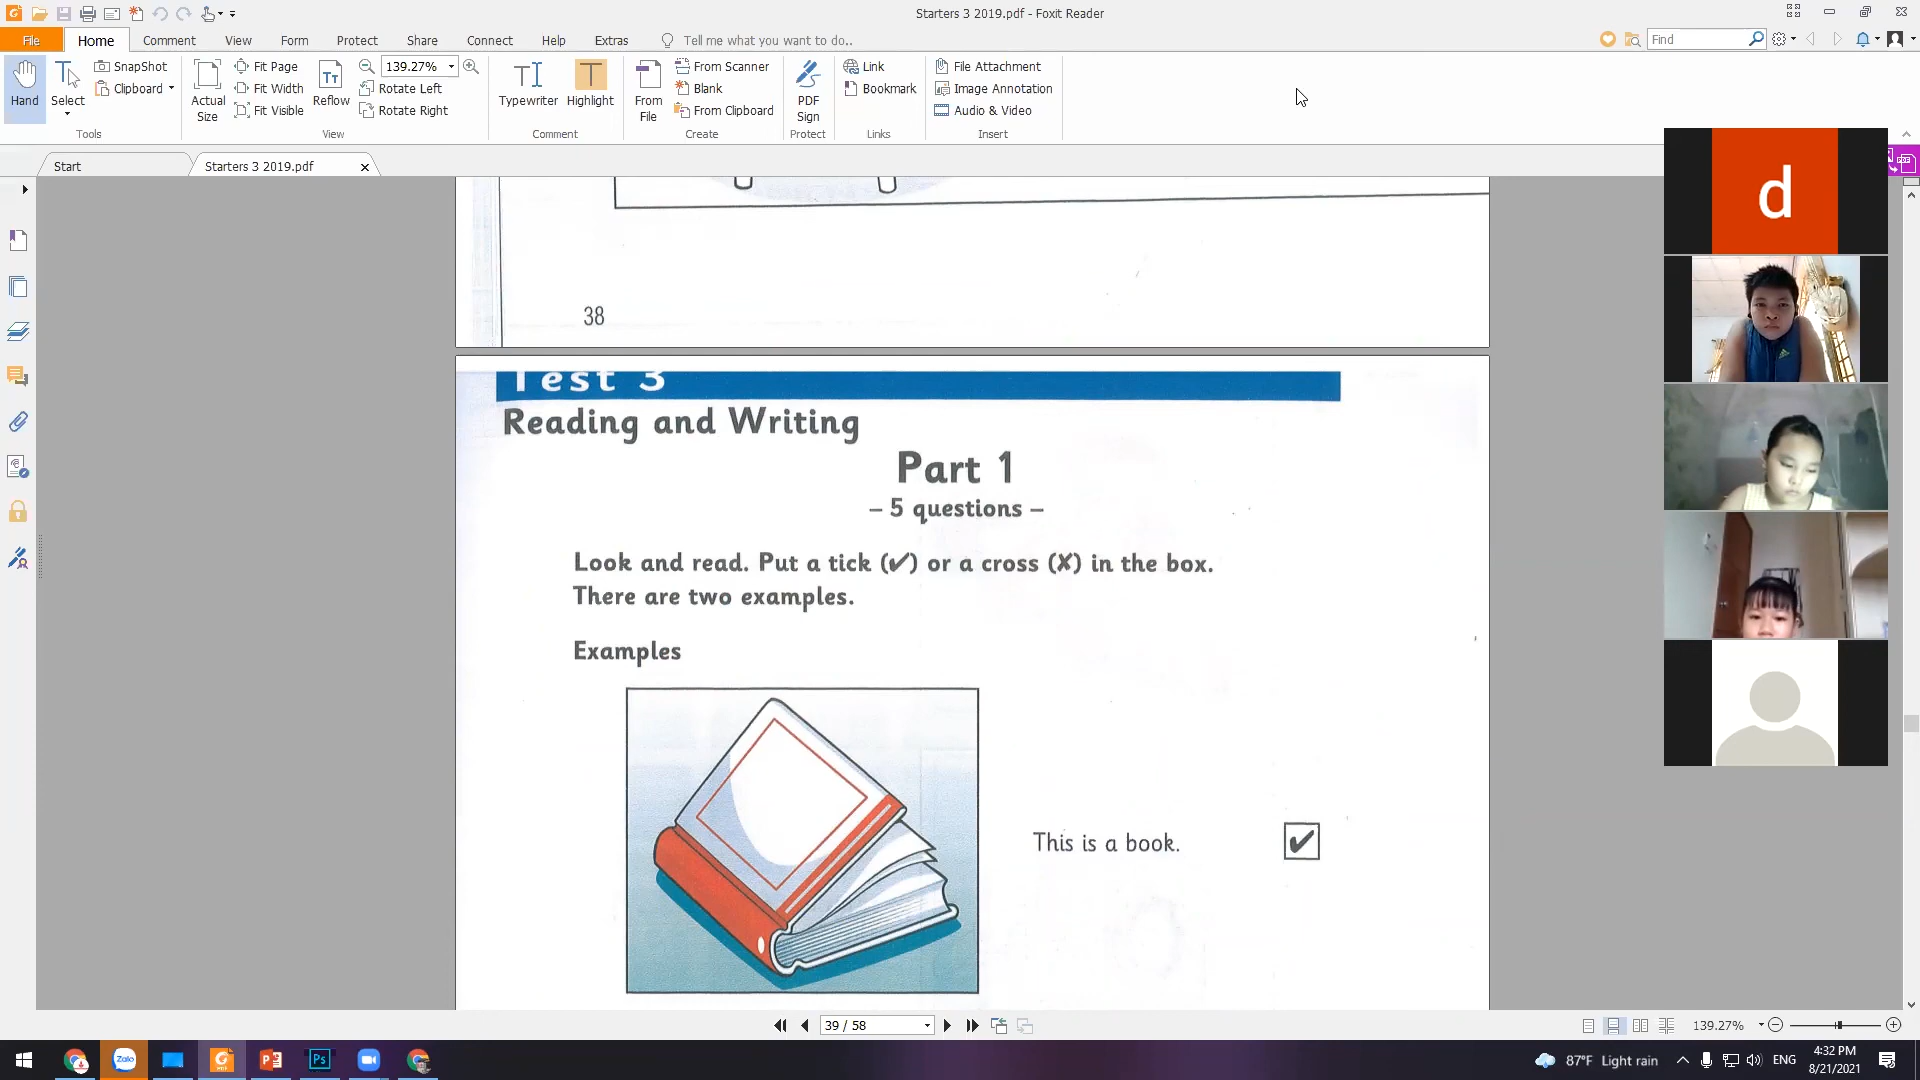 Starters 3 2019.pdf - Foxit Reader
File Home Comment View Form Protect Share Connect Help Extras Tell me what you want to do.. Find
Hand
Select
SnapShot
Clipboard
Tools
Actual Size
Fit Page
Fit Width
Fit Visible
Reflow
139.27%
Rotate Left
Rotate Right
View
Typewriter
Highlight
Comment
From File
From Scanner
Blank
From Clipboard
Create
PDF Sign
Protect
Link
Bookmark
Links
File Attachment
Image Annotation
Audio & Video
Insert
Start
Starters 3 2019.pdf
d
38
Test 3
Reading and Writing
Part 1
– 5 questions –
Look and read. Put a tick (✔) or a cross (✘) in the box.
There are two examples.
Examples
This is a book. ✔
39 / 58
139.27%
Zalo
Ps
87°F Light rain
ENG
4:32 PM
8/21/2021